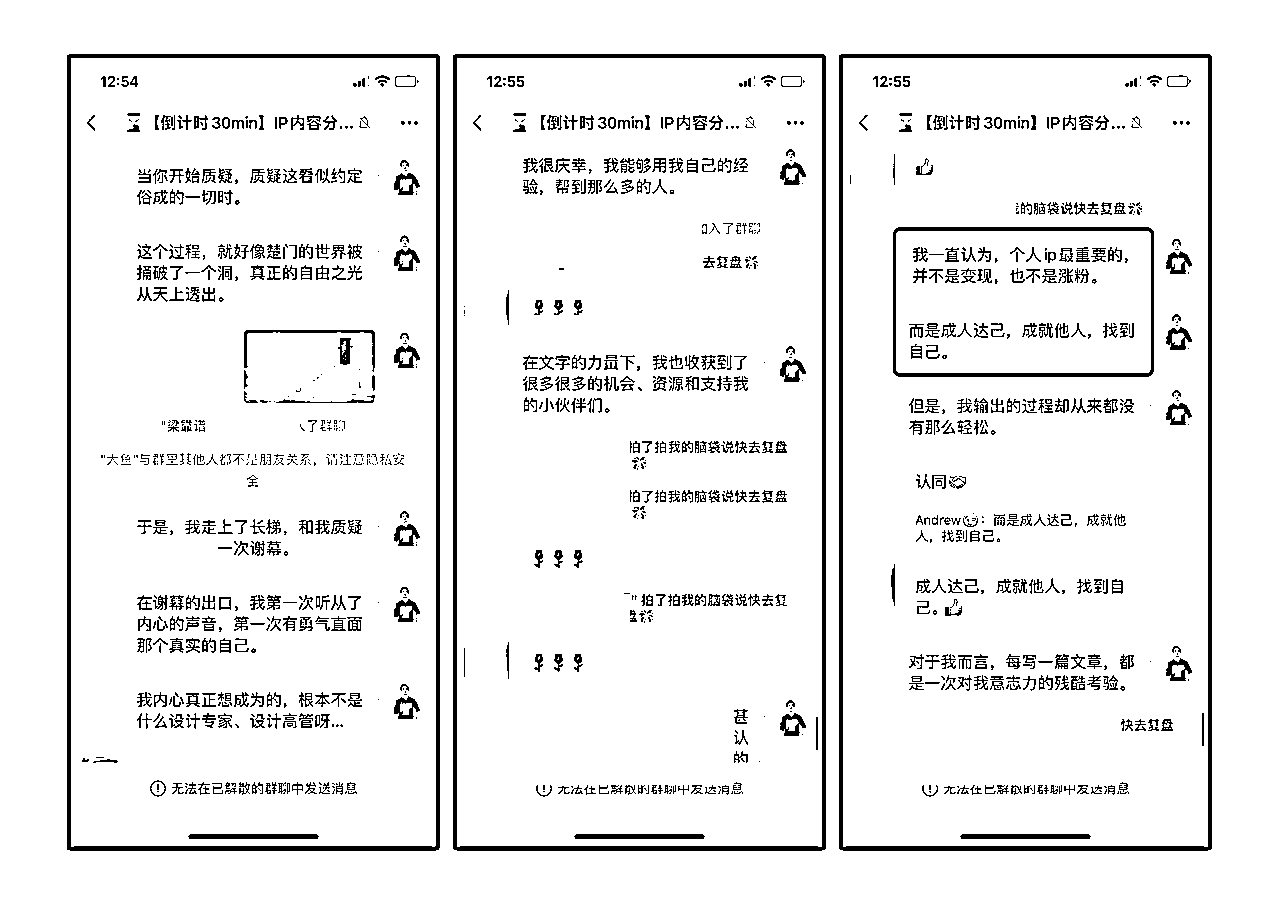 12:54
【倒计时30min】IP内容分...
当你开始质疑，质疑这看似约定
俗成的一切时。
这个过程，就好像楚门的世界被
捅破了一个洞，真正的自由之光
从天上透出。
"梁靠谱 了群聊
"大鱼"与群里其他人都不是朋友关系，请注意隐私安
全
于是，我走上了长梯，和我质疑
一次谢幕。
在谢幕的出口，我第一次听从了
内心的声音，第一次有勇气直面
那个真实的自己。
我内心真正想成为的，根本不是
什么设计专家、设计高管呀...
无法在已解散的群聊中发送消息
12:55
【倒计时30min】IP内容分...
我很庆幸，我能够用我自己的经
验，帮到那么多的人。
入了群聊
去复盘
在文字的力量下，我也收获到了
很多很多的机会、资源和支持我
的小伙伴们。
拍了拍我的脑袋说快去复盘
拍了拍我的脑袋说快去复盘
" 拍了拍我的脑袋说快去复
盘
甚
认
的
无法在已解散的群聊中发送消息
12:55
【倒计时30min】IP内容分...
的脑袋说快去复盘
我一直认为，个人ip最重要的，
并不是变现，也不是涨粉。
而是成人达己，成就他人，找到
自己。
但是，我输出的过程却从来都没
有那么轻松。
认同
Andrew：而是成人达己，成就他
人，找到自己。
成人达己，成就他人，找到自
己。
对于我而言，每写一篇文章，都
是一次对我意志力的残酷考验。
快去复盘
无法在已解散的群聊中发送消息